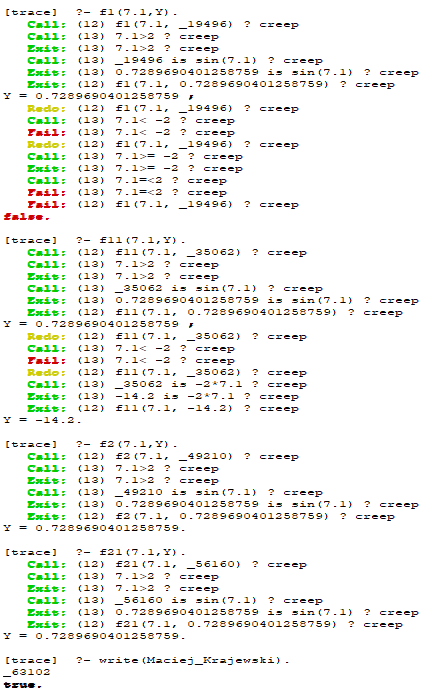 [trace]  ?- f1(7.1,Y).
   Call: (12) f1(7.1, _19496) ? creep
   Call: (13) 7.1>2 ? creep
   Exit: (13) 7.1>2 ? creep
   Call: (13) _19496 is sin(7.1) ? creep
   Exit: (13) 0.7289690401258759 is sin(7.1) ? creep
   Exit: (12) f1(7.1, 0.7289690401258759) ? creep
Y = 0.7289690401258759 ;
   Redo: (12) f1(7.1, _19496) ? creep
   Call: (13) 7.1< -2 ? creep
   Fail: (13) 7.1< -2 ? creep
   Redo: (12) f1(7.1, _19496) ? creep
   Call: (13) 7.1>= -2 ? creep
   Exit: (13) 7.1>= -2 ? creep
   Call: (13) 7.1=<2 ? creep
   Fail: (13) 7.1=<2 ? creep
   Fail: (12) f1(7.1, _19496) ? creep
false.

[trace]  ?- f11(7.1,Y).
   Call: (12) f11(7.1, _35062) ? creep
   Call: (13) 7.1>2 ? creep
   Exit: (13) 7.1>2 ? creep
   Call: (13) _35062 is sin(7.1) ? creep
   Exit: (13) 0.7289690401258759 is sin(7.1) ? creep
   Exit: (12) f11(7.1, 0.7289690401258759) ? creep
Y = 0.7289690401258759 ;
   Redo: (12) f11(7.1, _35062) ? creep
   Call: (13) 7.1< -2 ? creep
   Fail: (13) 7.1< -2 ? creep
   Redo: (12) f11(7.1, _35062) ? creep
   Call: (13) _35062 is -2*7.1 ? creep
   Exit: (13) -14.2 is -2*7.1 ? creep
   Exit: (12) f11(7.1, -14.2) ? creep
Y = -14.2.

[trace]  ?- f2(7.1,Y).
   Call: (12) f2(7.1, _49210) ? creep
   Call: (13) 7.1>2 ? creep
   Exit: (13) 7.1>2 ? creep
   Call: (13) _49210 is sin(7.1) ? creep
   Exit: (13) 0.7289690401258759 is sin(7.1) ? creep
   Exit: (12) f2(7.1, 0.7289690401258759) ? creep
Y = 0.7289690401258759.

[trace]  ?- f21(7.1,Y).
   Call: (12) f21(7.1, _56160) ? creep
   Call: (13) 7.1>2 ? creep
   Exit: (13) 7.1>2 ? creep
   Call: (13) _56160 is sin(7.1) ? creep
   Exit: (13) 0.7289690401258759 is sin(7.1) ? creep
   Exit: (12) f21(7.1, 0.7289690401258759) ? creep
Y = 0.7289690401258759.

[trace]  ?- write(Maciej_Krajewski).
_63102
true.